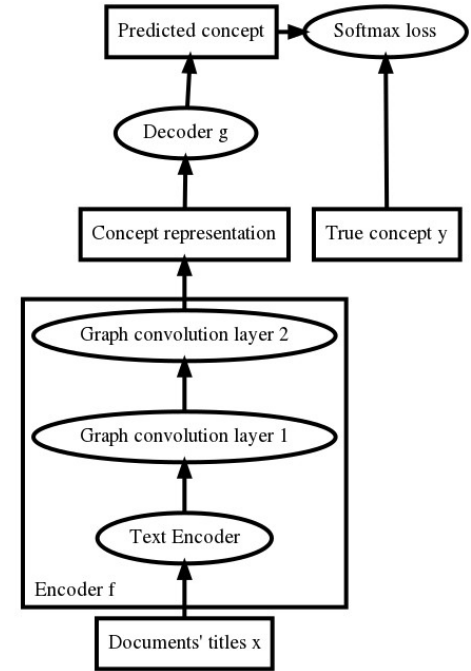 Predicted concept
Softmax loss
Decoder g
Concept representation
True concept y
Graph convolution layer 2
Graph convolution layer 1
Text Encoder
Encoder f
Documents' titles x